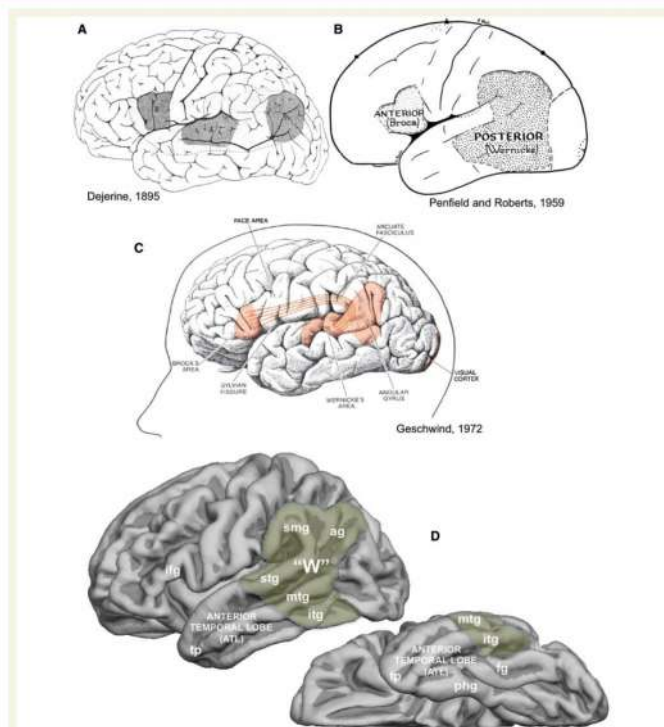 A
B
ANTERIOR
(Broca)
POSTERIOR
(Wernicke)
Dejerine, 1895
Penfield and Roberts, 1959
C
FACE AREA
ARCUATE
FASCICULUS
BROCA'S
AREA
SYLVIAN
FISSURE
WERNICKE'S
AREA
ANGULAR
GYRUS
VISUAL
CORTEX
Geschwind, 1972
D
smg
ag
"W"
ifg
stg
mtg
itg
ANTERIOR
TEMPORAL LOBE
(ATL)
tp
mtg
itg
ANTERIOR
TEMPORAL LOBE
(ATL)
fg
tp
phg